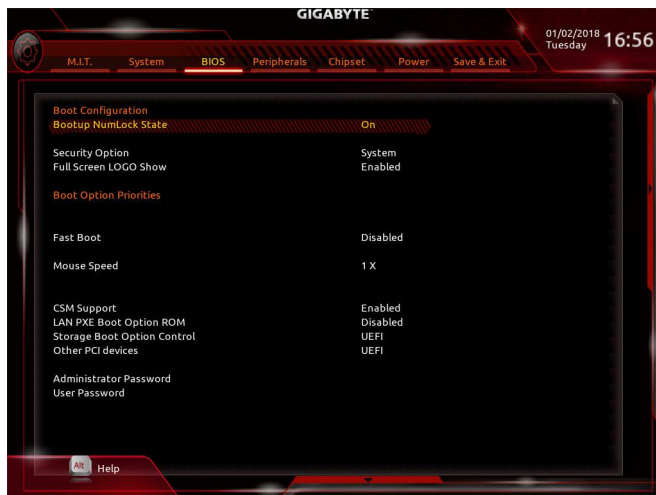 GIGABYTE™
01/02/2018
Tuesday
16:56
M.I.T. System BIOS Peripherals Chipset Power Save & Exit
Boot Configuration
Bootup NumLock State On
Security Option System
Full Screen LOGO Show Enabled
Boot Option Priorities
Fast Boot Disabled
Mouse Speed 1 X
CSM Support Enabled
LAN PXE Boot Option ROM Disabled
Storage Boot Option Control UEFI
Other PCI devices UEFI
Administrator Password
User Password
Alt Help